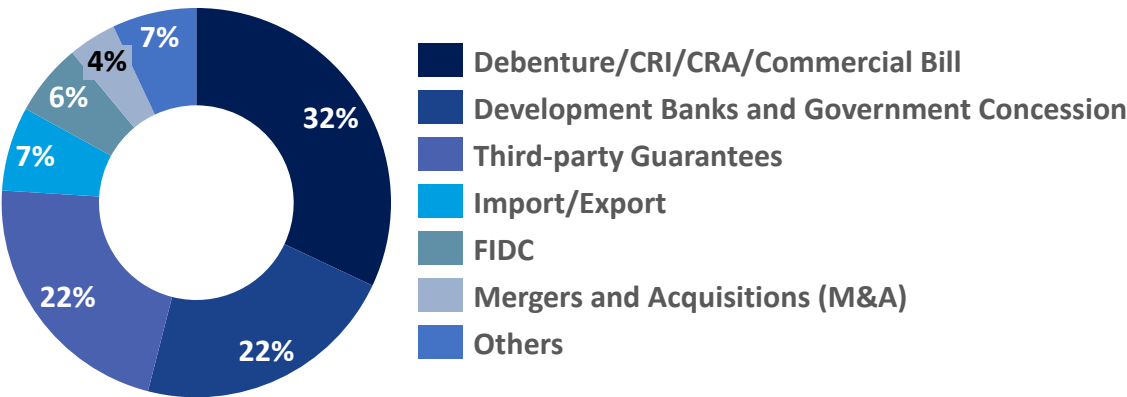 7%
4%
6%
32%
7%
22%
22%
Debenture/CRI/CRA/Commercial Bill
Development Banks and Government Concession
Third-party Guarantees
Import/Export
FIDC
Mergers and Acquisitions (M&A)
Others